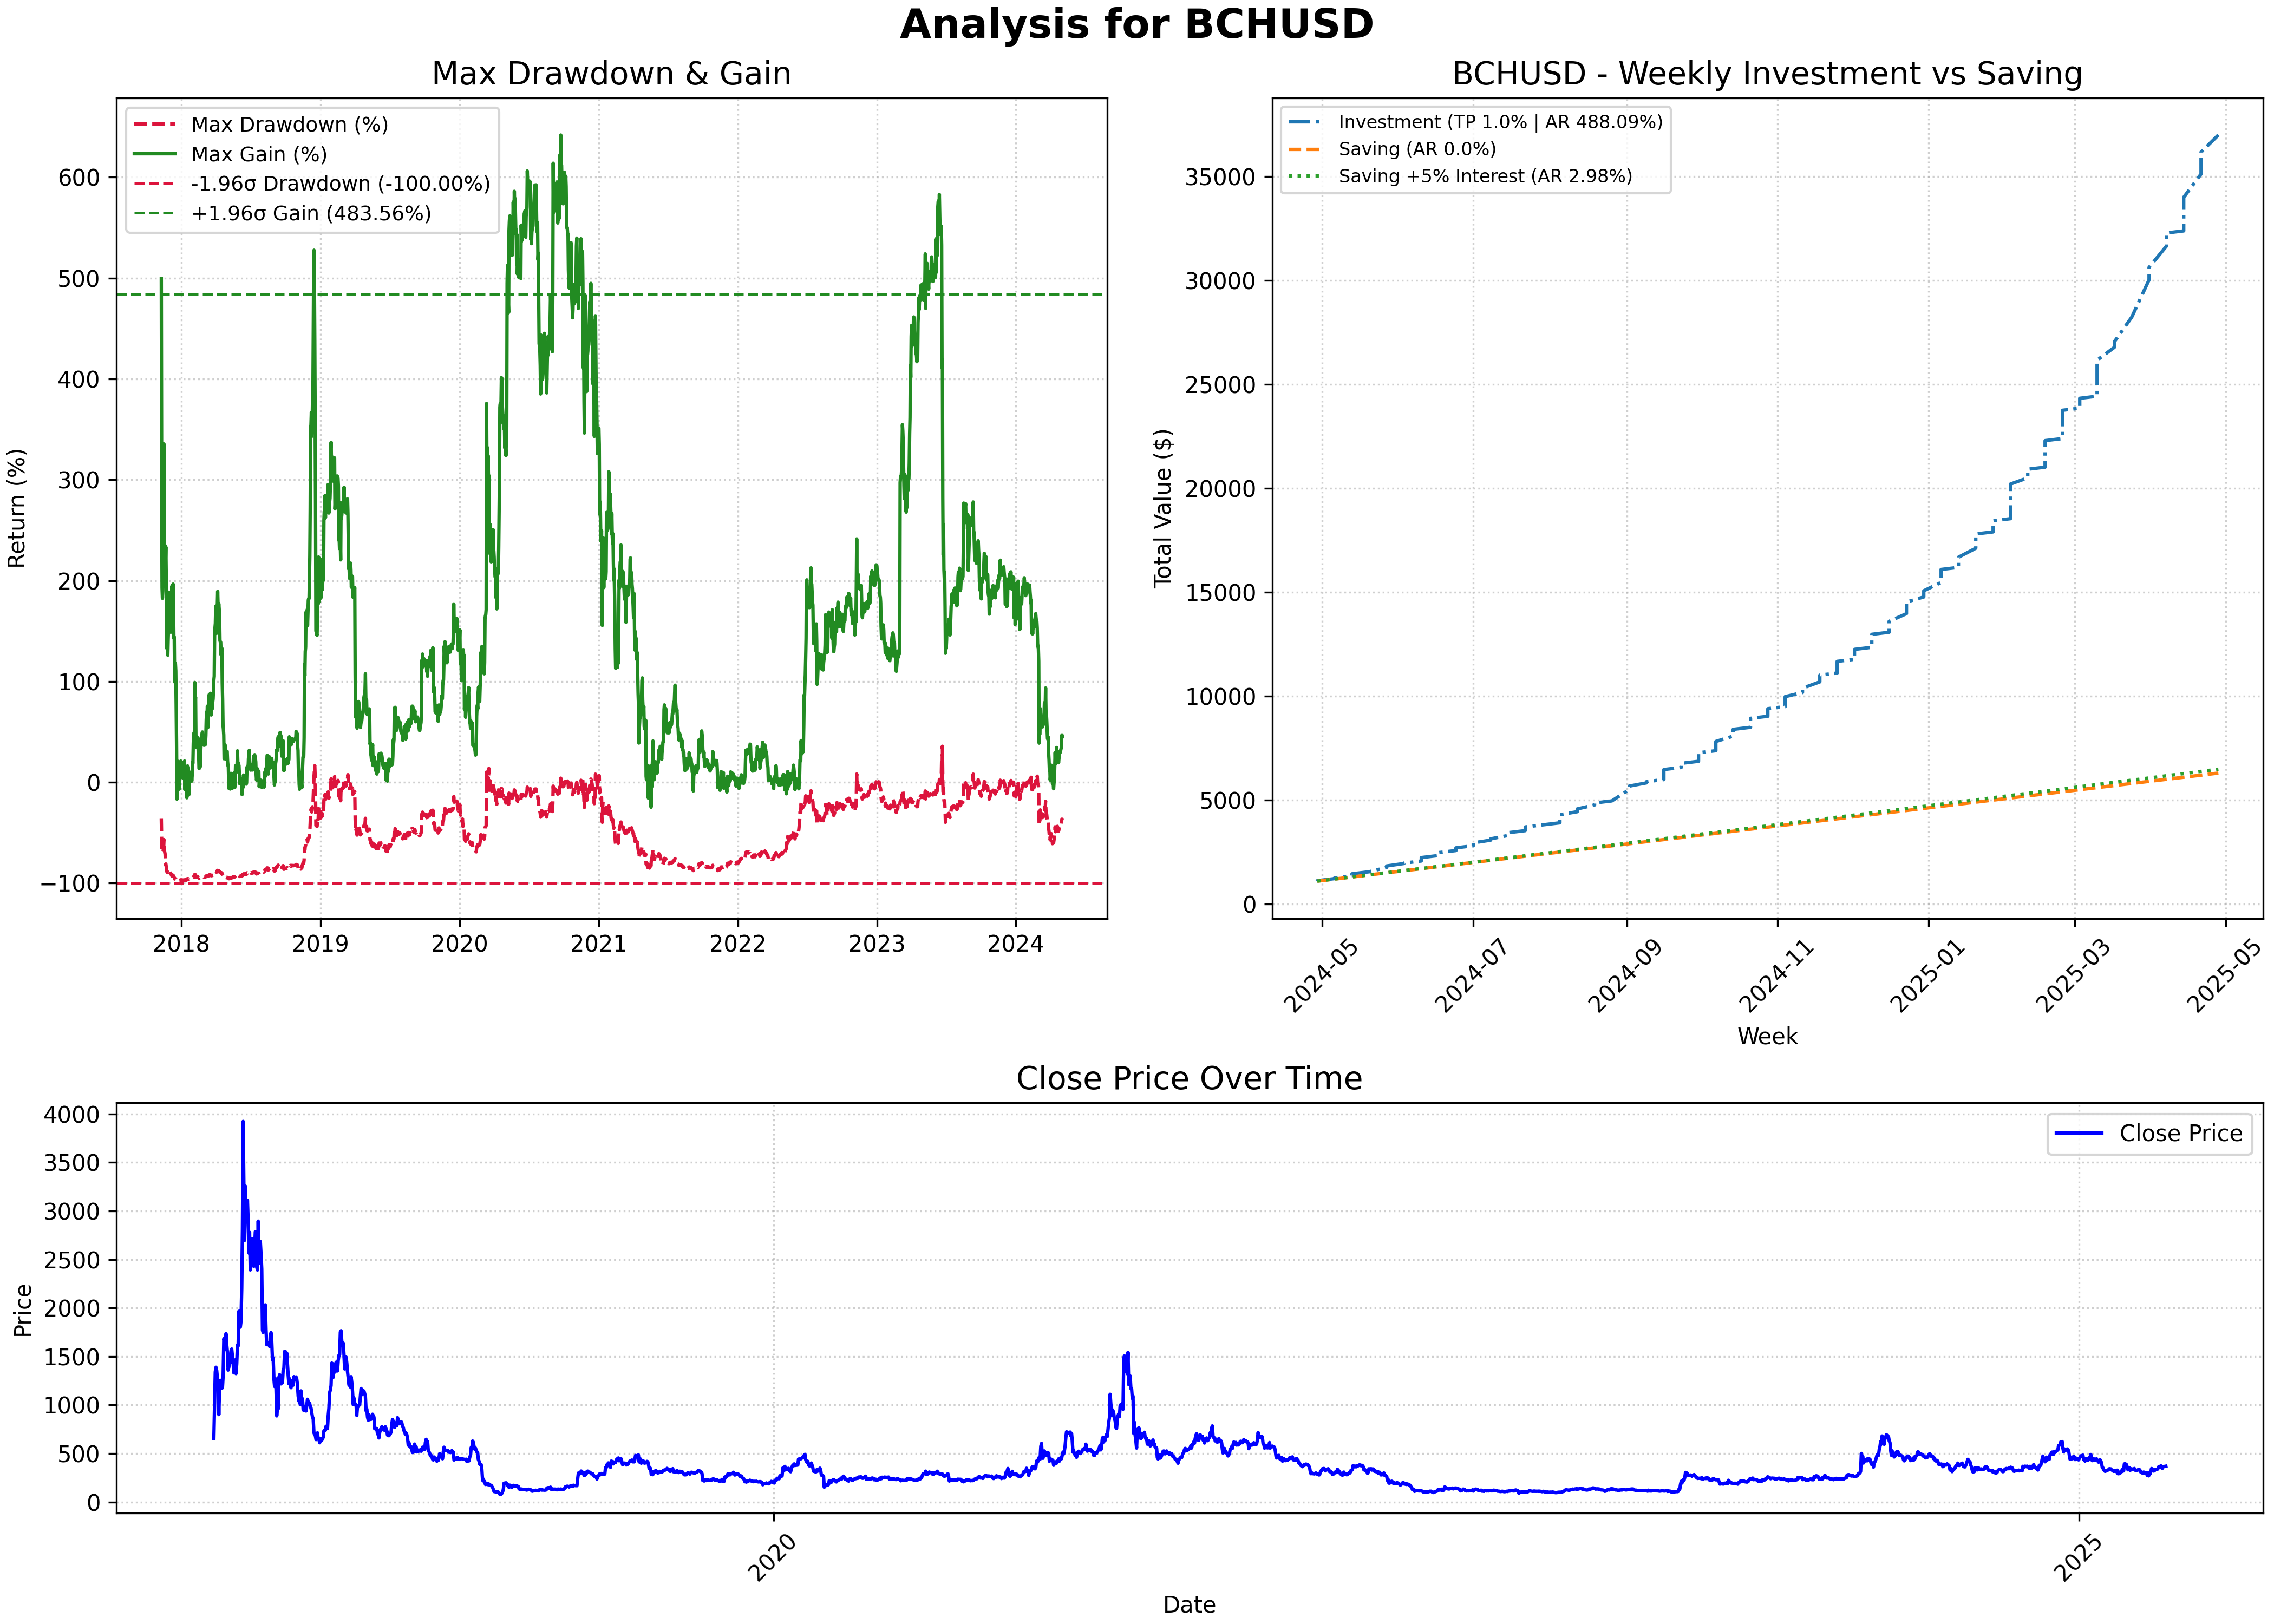 Analysis for BCHUSD
Max Drawdown & Gain
Max Drawdown (%)
Max Gain (%)
-1.96σ Drawdown (-100.00%)
+1.96σ Gain (483.56%)
Return (%)
600
500
400
300
200
100
0
−100
2018 2019 2020 2021 2022 2023 2024
BCHUSD - Weekly Investment vs Saving
Investment (TP 1.0% | AR 488.09%)
Saving (AR 0.0%)
Saving +5% Interest (AR 2.98%)
Total Value ($)
35000
30000
25000
20000
15000
10000
5000
0
2024-05 2024-07 2024-09 2024-11 2025-01 2025-03 2025-05
Week
Close Price Over Time
Close Price
Price
4000
3500
3000
2500
2000
1500
1000
500
0
2020 2025
Date